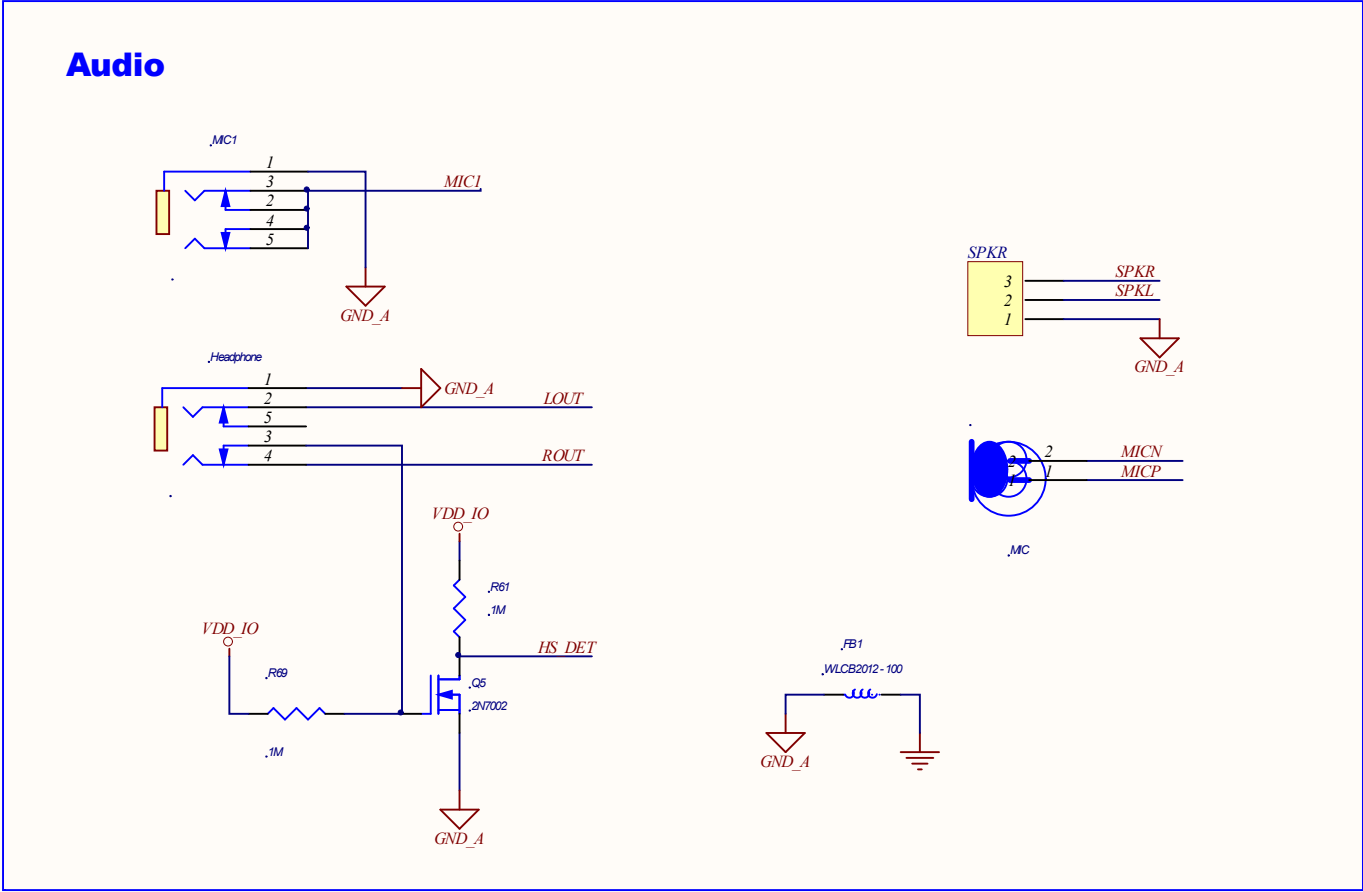 Audio
.MIC1
1
3
2
4
5
MIC1
GND_A
.Headphone
1
2
5
3
4
GND_A
LOUT
ROUT
VDD_IO
.R61
.1M
HS_DET
VDD_IO
.R69
.1M
.Q5
.2N7002
GND_A
SPKR
3
2
1
SPKR
SPKL
GND_A
2
1
2
1
MICN
MICP
.MIC
.FB1
.WLCB2012-100
GND_A